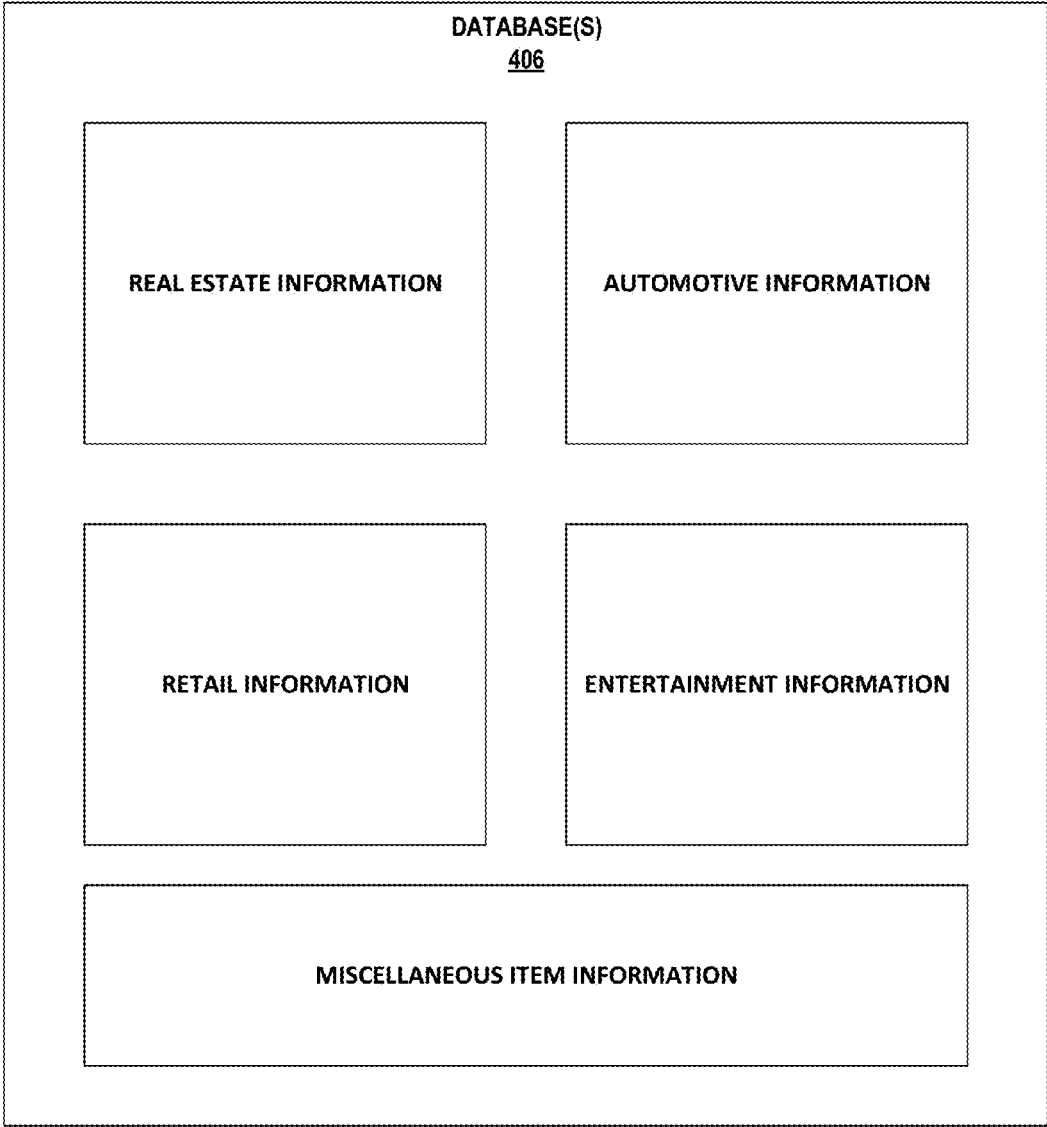 DATABASE(S)
406
REAL ESTATE INFORMATION
AUTOMOTIVE INFORMATION
RETAIL INFORMATION
ENTERTAINMENT INFORMATION
MISCELLANEOUS ITEM INFORMATION